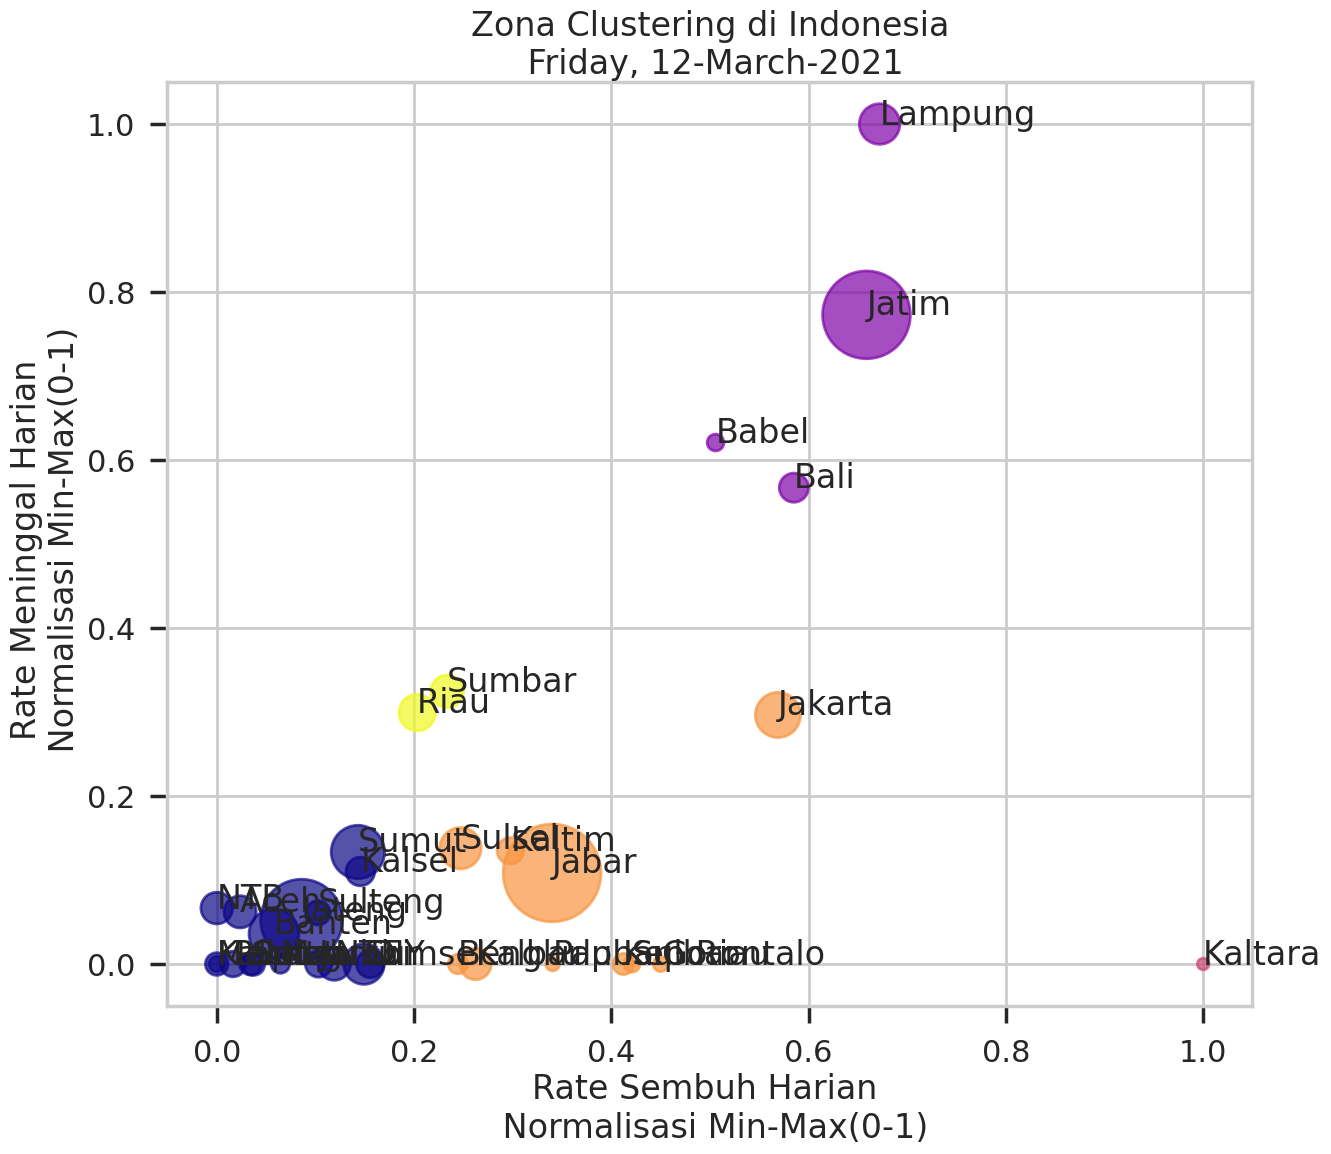 Zona Clustering di Indonesia
Friday, 12-March-2021
Rate Meninggal Harian
Normalisasi Min-Max(0-1)
1.0
0.8
0.6
0.4
0.2
0.0
Lampung
Jatim
Babel
Bali
Sumbar
Riau
Jakarta
Sumut
Sulsel
Kaltim
Kalsel
Jabar
NTB
Aceh
Sulteng
Jateng
Banten
Kaltara
0.0
0.2
0.4
0.6
0.8
1.0
Rate Sembuh Harian
Normalisasi Min-Max(0-1)